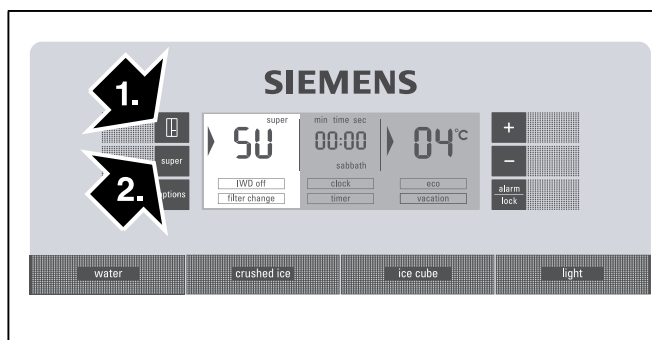 1.
SIEMENS
super
min time sec
SU
00:00
04°C
+
super
sabbath
–
2.
options
IWD off
clock
eco
alarm
lock
filter change
timer
vacation
water
crushed ice
ice cube
light